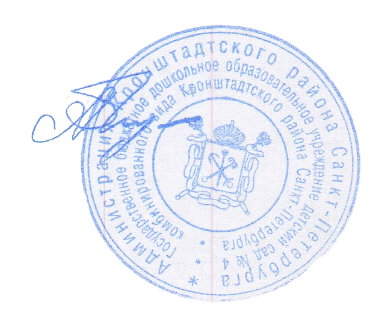 * Администрация Кронштадтского района Санкт-Петербурга
Государственное бюджетное дошкольное образовательное учреждение детский сад № 4
* комбинированного вида Кронштадтского района Санкт-Петербурга *